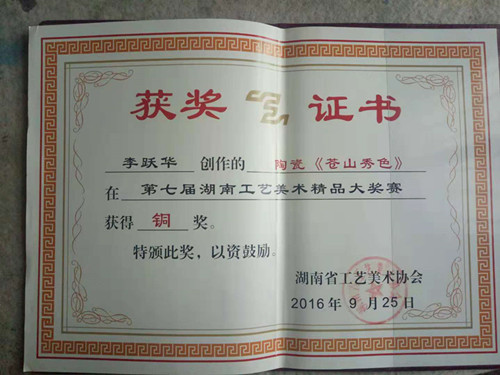 获奖证书
李跃华 创作的 陶瓷《苍山秀色》
在 第七届湖南工艺美术精品大奖赛
获得 铜 奖。
特颁此奖，以资鼓励。
湖南省工艺美术协会
2016年9月25日